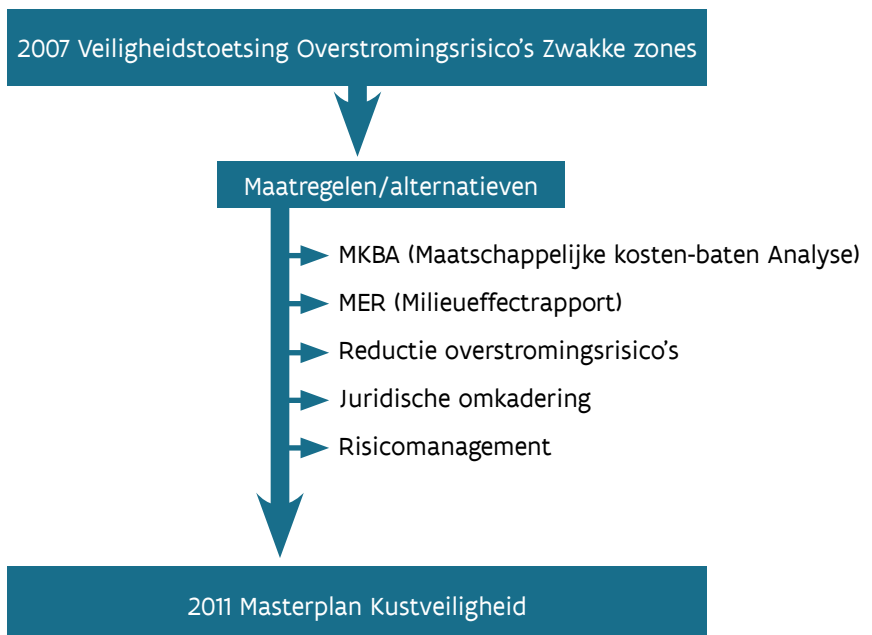 2007 Veiligheidstoetsing Overstromingsrisico’s Zwakke zones
Maatregelen/alternatieven
MKBA (Maatschappelijke kosten-baten Analyse)
MER (Milieueffectrapport)
Reductie overstromingsrisico’s
Juridische omkadering
Risicomanagement
2011 Masterplan Kustveiligheid